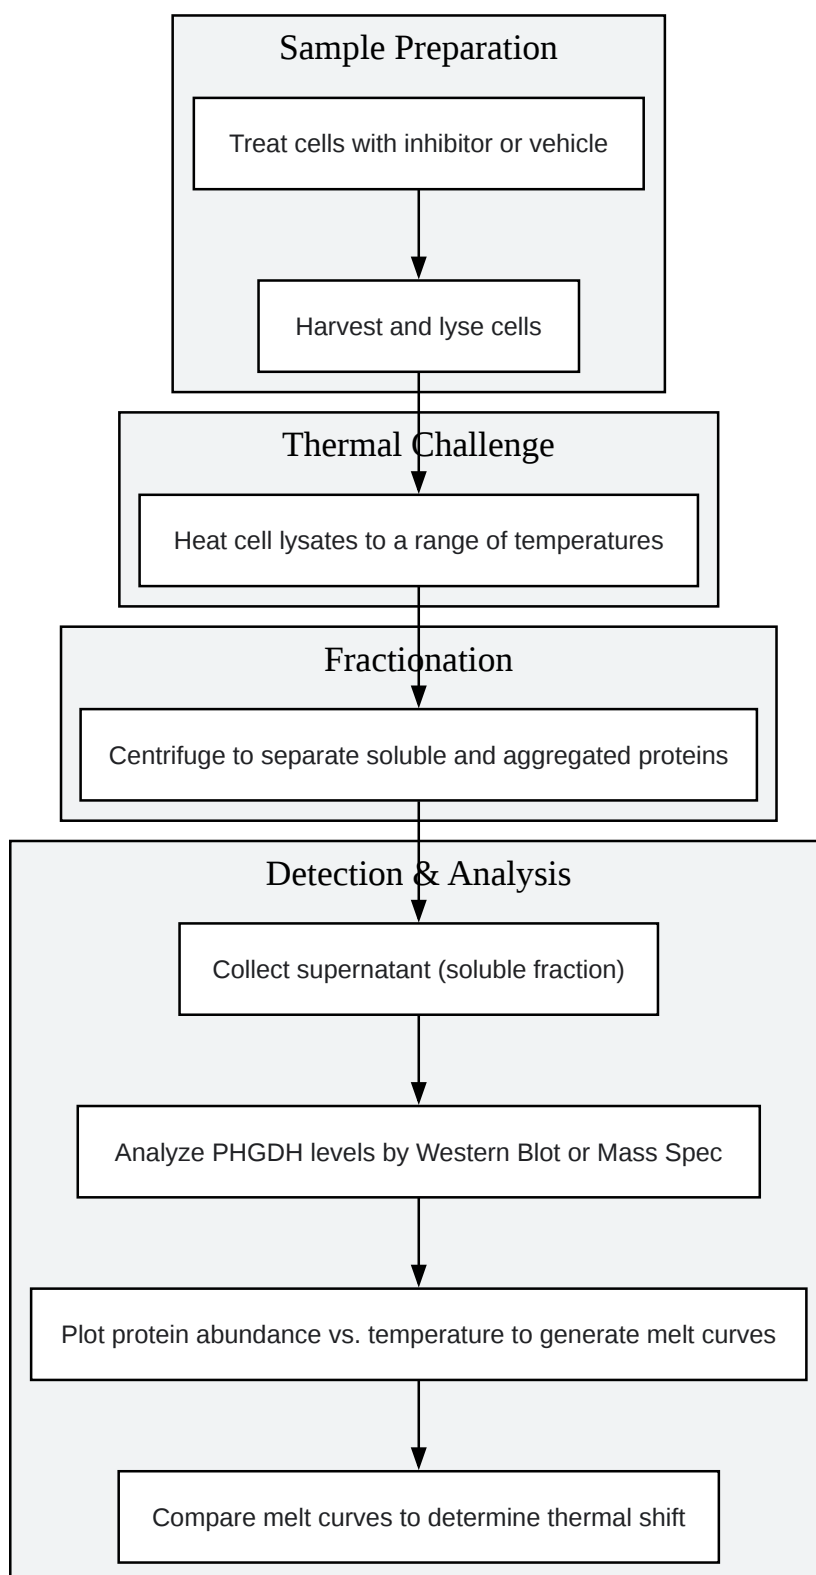 Sample Preparation
Treat cells with inhibitor or vehicle
Harvest and lyse cells
Thermal Challenge
Heat cell lysates to a range of temperatures
Fractionation
Centrifuge to separate soluble and aggregated proteins
Detection & Analysis
Collect supernatant (soluble fraction)
Analyze PHGDH levels by Western Blot or Mass Spec
Plot protein abundance vs. temperature to generate melt curves
Compare melt curves to determine thermal shift